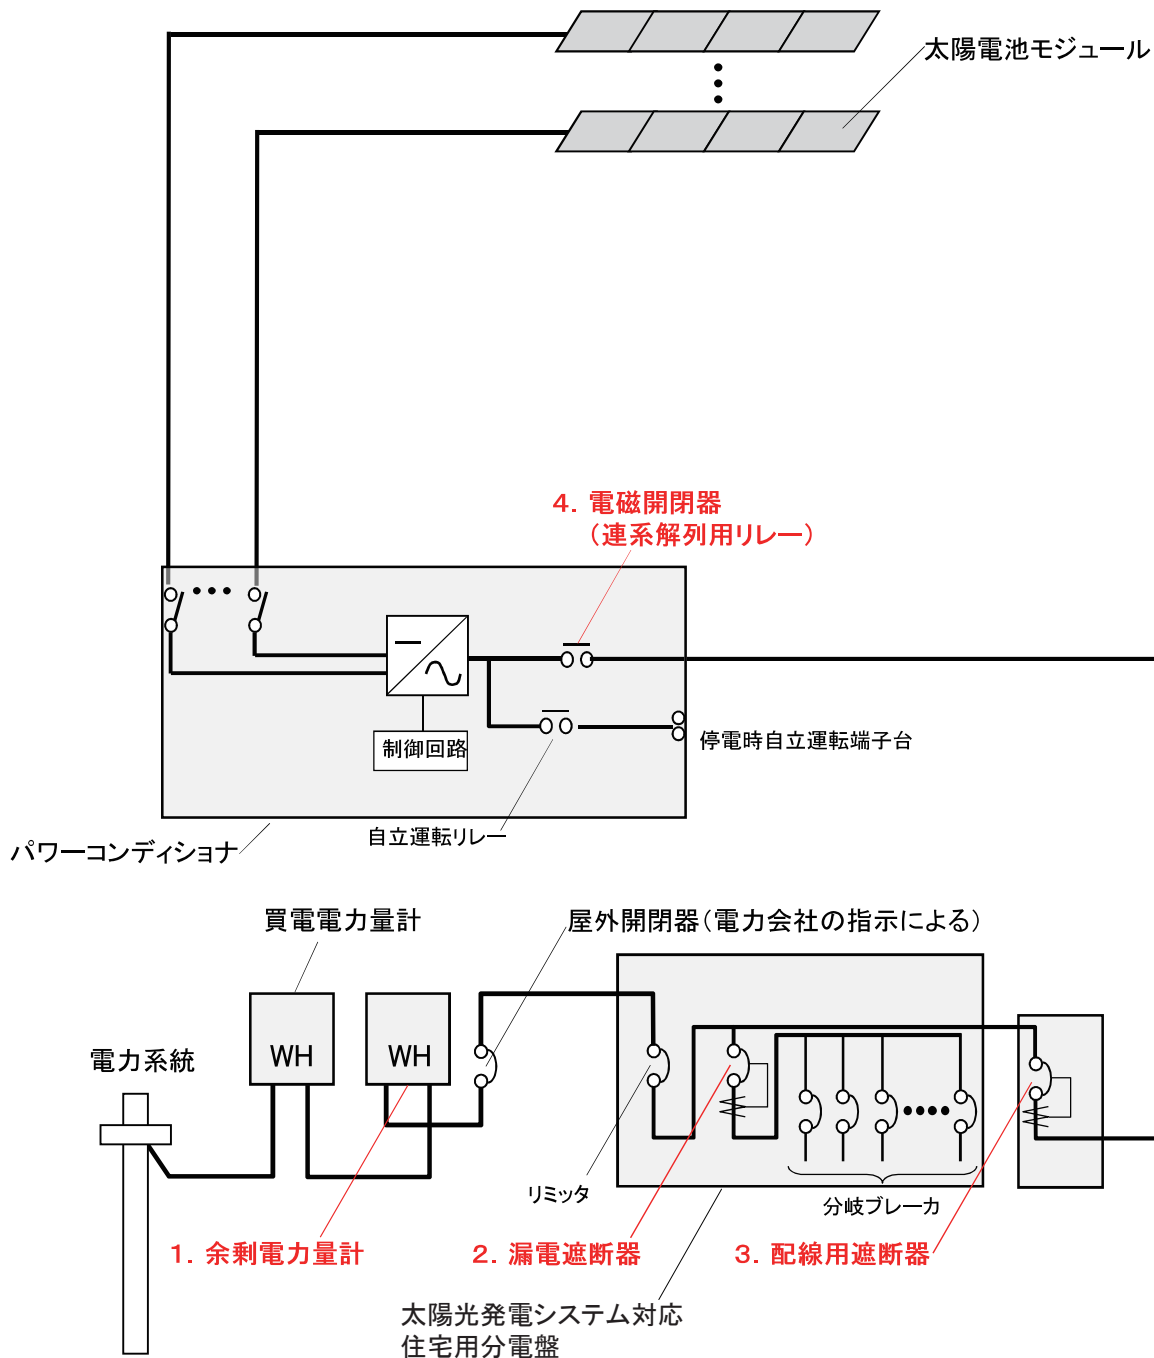 太陽電池モジュール
4. 電磁開閉器
（連系解列用リレー）
制御回路
停電時自立運転端子台
自立運転リレー
パワーコンディショナ
買電電力量計
屋外開閉器（電力会社の指示による）
電力系統
WH
WH
リミッタ
分岐ブレーカ
1. 余剰電力量計
2. 漏電遮断器
3. 配線用遮断器
太陽光発電システム対応
住宅用分電盤